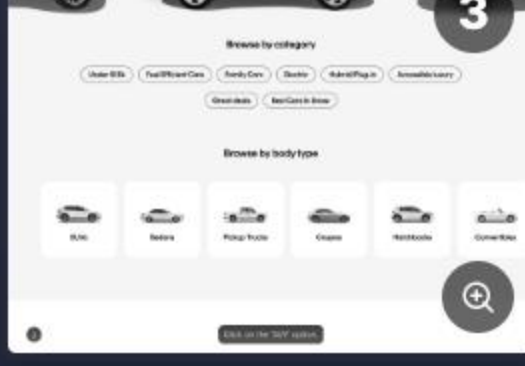 3
Browse by category
Under $15k Fuel Efficient Cars Family Cars Electric Hybrid/Plug-in Accessible luxury
Great deals Best Cars in Snow
Browse by body type
SUVs Sedans Pickup Trucks Coupes Hatchbacks Convertibles
Click on the "SUV" option.